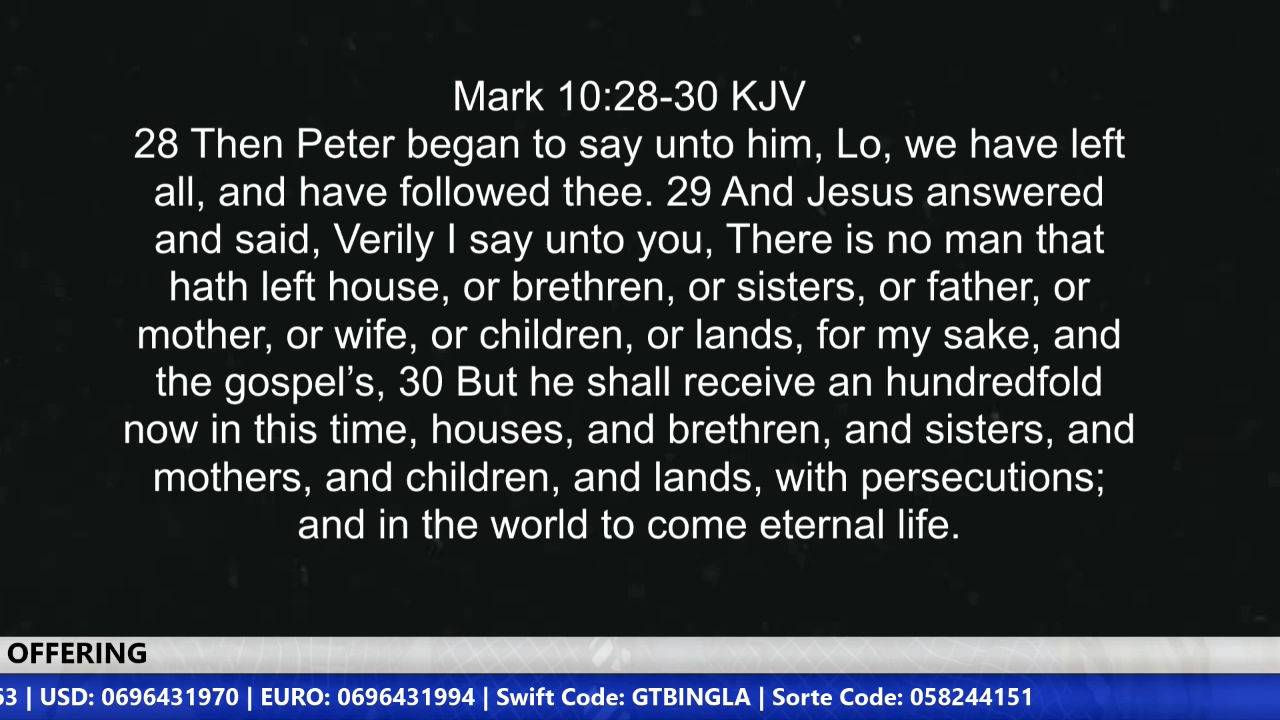 Mark 10:28-30 KJV
28 Then Peter began to say unto him, Lo, we have left
all, and have followed thee. 29 And Jesus answered
and said, Verily I say unto you, There is no man that
hath left house, or brethren, or sisters, or father, or
mother, or wife, or children, or lands, for my sake, and
the gospel’s, 30 But he shall receive an hundredfold
now in this time, houses, and brethren, and sisters, and
mothers, and children, and lands, with persecutions;
and in the world to come eternal life.
OFFERING
| USD: 0696431970 | EURO: 0696431994 | Swift Code: GTBINGLA | Sorte Code: 058244151